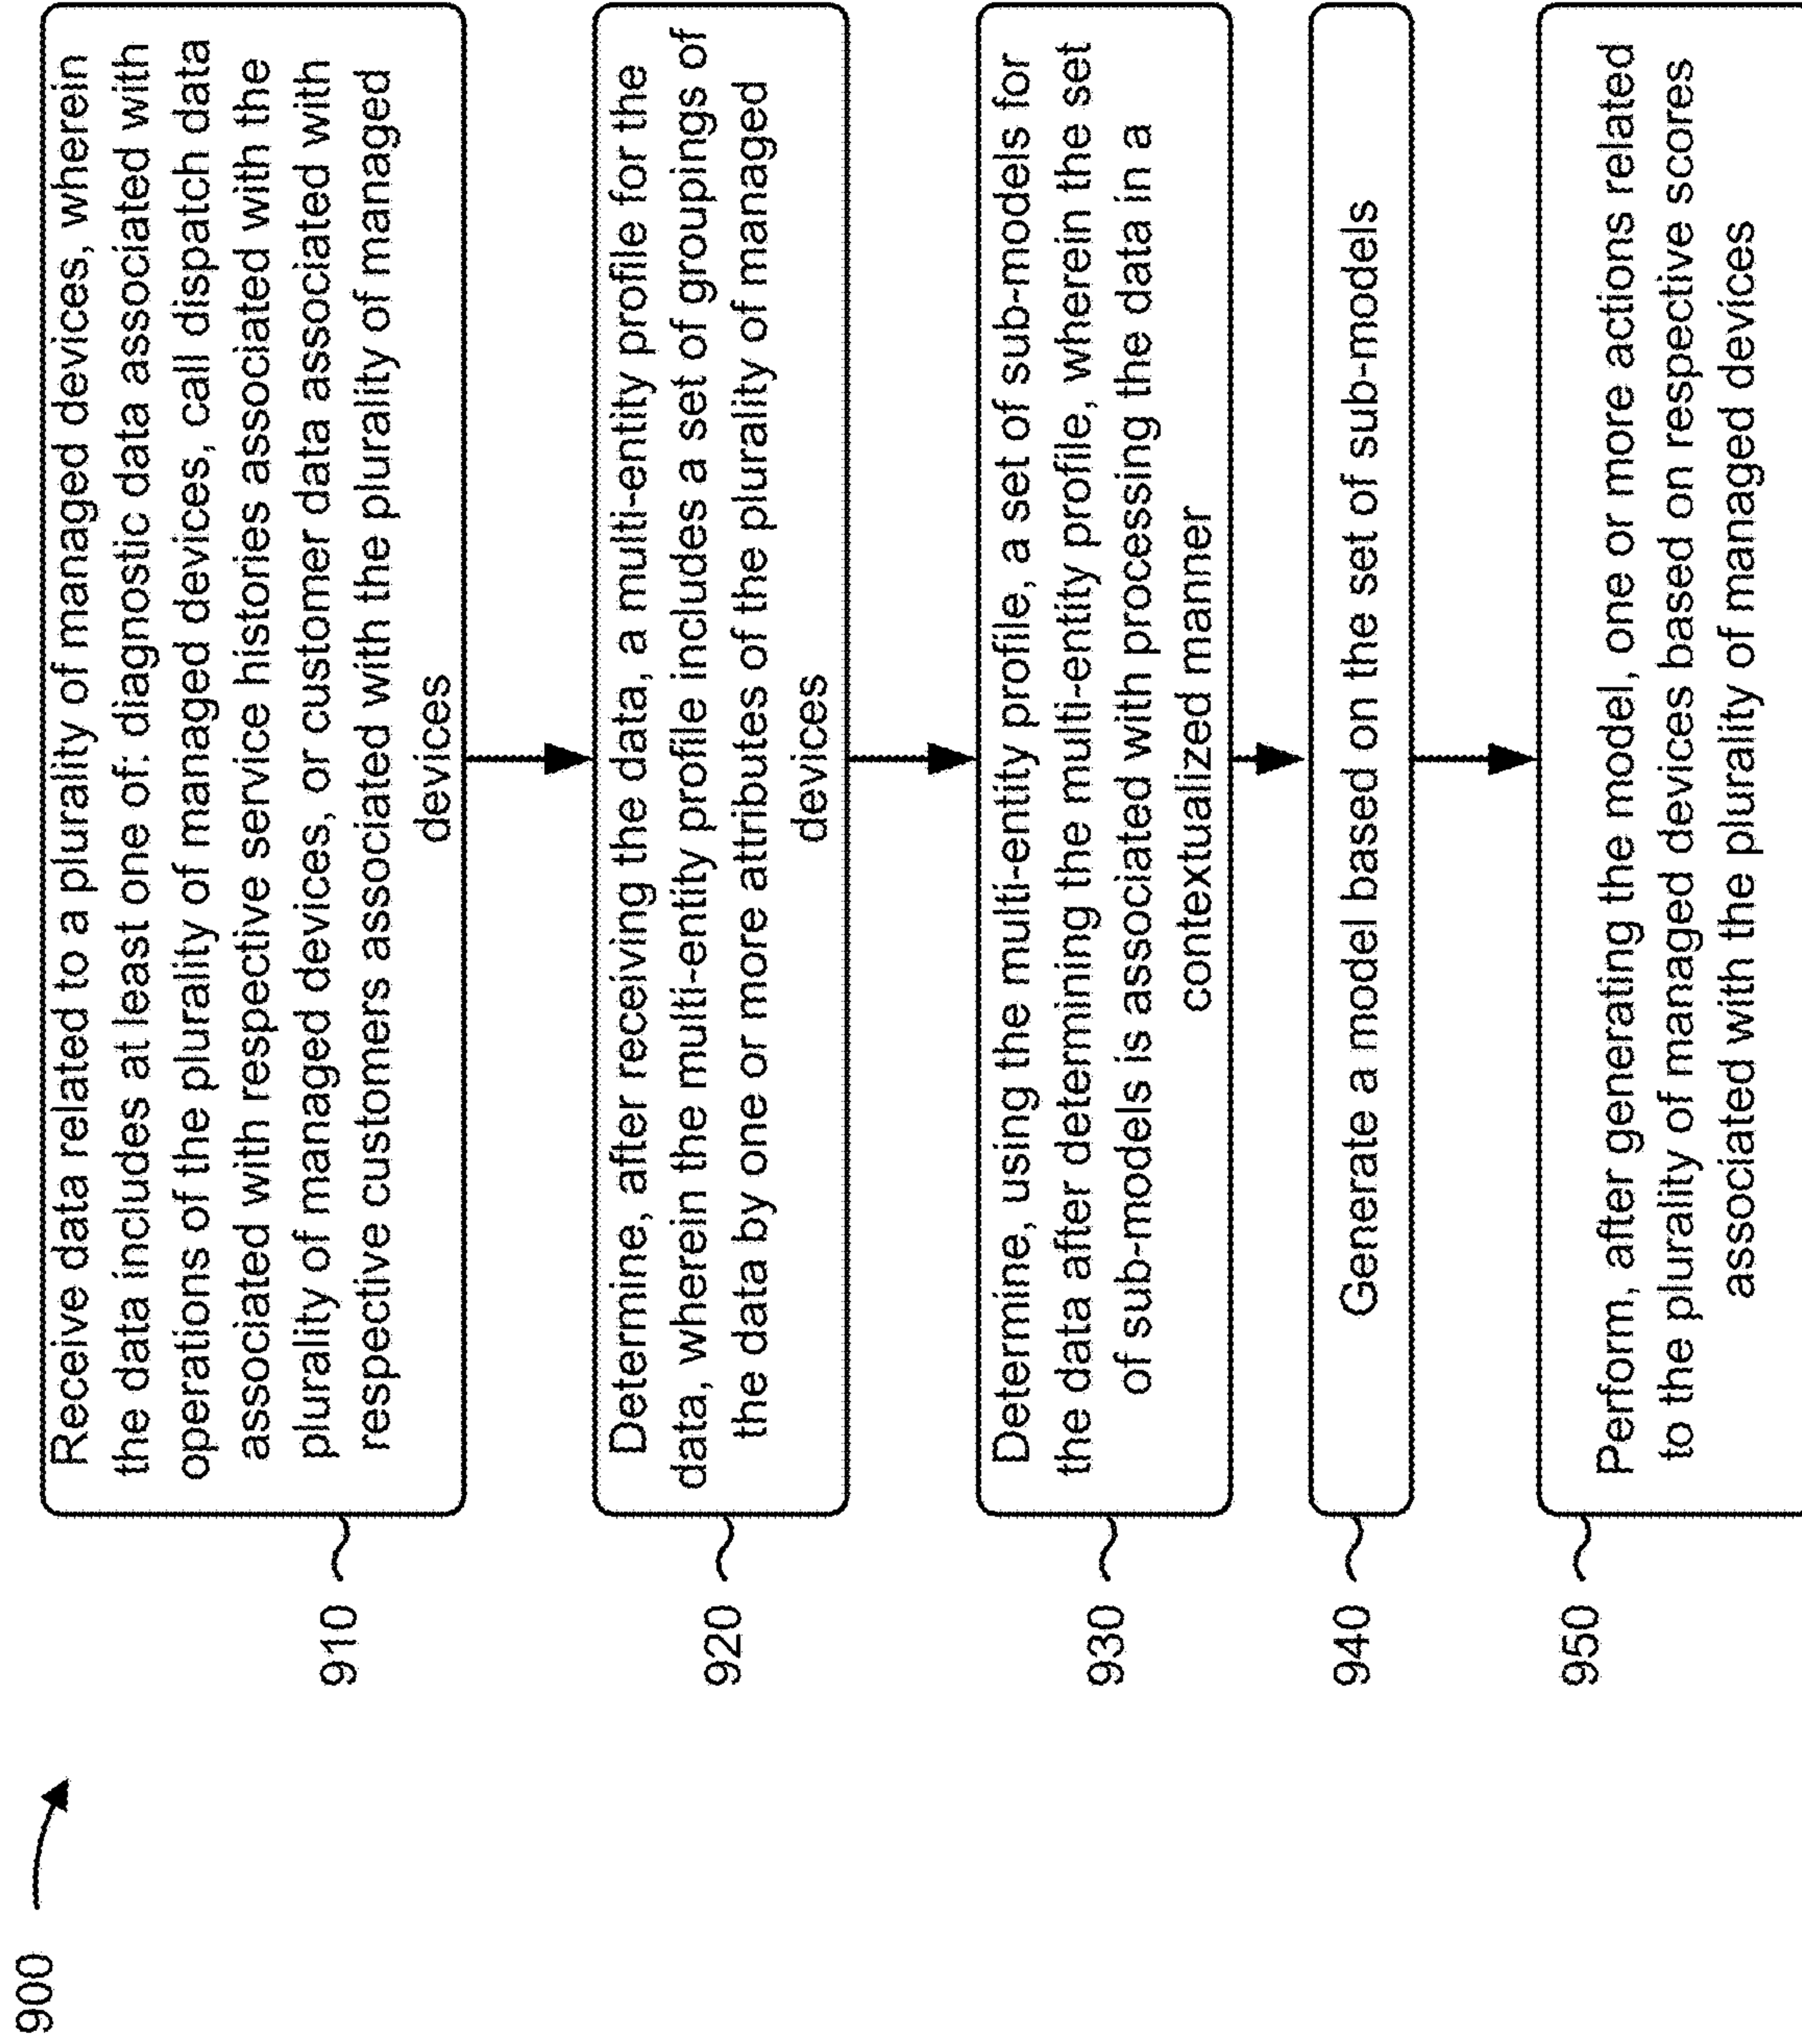 900
910
Receive data related to a plurality of managed devices, wherein
the data includes at least one of: diagnostic data associated with
operations of the plurality of managed devices, call dispatch data
associated with respective service histories associated with the
plurality of managed devices, or customer data associated with
respective customers associated with the plurality of managed
devices
920
Determine, after receiving the data, a multi-entity profile for the
data, wherein the multi-entity profile includes a set of groupings of
the data by one or more attributes of the plurality of managed
devices
930
Determine, using the multi-entity profile, a set of sub-models for
the data after determining the multi-entity profile, wherein the set
of sub-models is associated with processing the data in a
contextualized manner
940
Generate a model based on the set of sub-models
950
Perform, after generating the model, one or more actions related
to the plurality of managed devices based on respective scores
associated with the plurality of managed devices